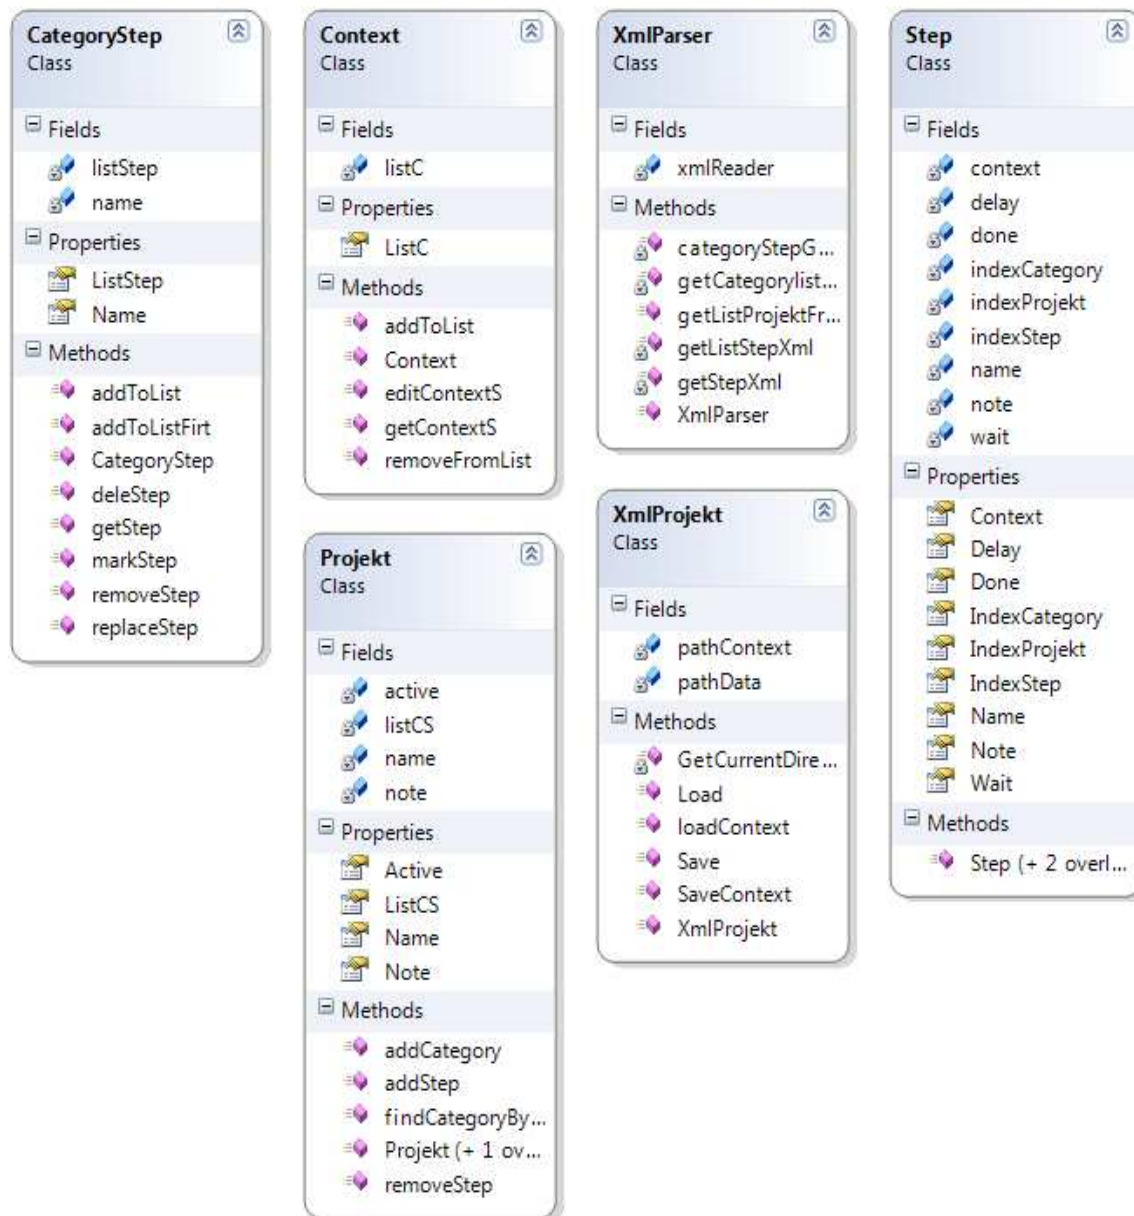 CategoryStep
Class
Fields
listStep
name
Properties
ListStep
Name
Methods
addToList
addToListFirt
CategoryStep
deleStep
getStep
markStep
removeStep
replaceStep
Context
Class
Fields
listC
Properties
ListC
Methods
addToList
Context
editContextS
getContextS
removeFromList
Projekt
Class
Fields
active
listCS
name
note
Properties
Active
ListCS
Name
Note
Methods
addCategory
addStep
findCategoryBy...
Projekt (+ 1 ov...
removeStep
XmlParser
Class
Fields
xmlReader
Methods
categoryStepG...
getCategorylist...
getListProjektFr...
getListStepXml
getStepXml
XmlParser
XmlProjekt
Class
Fields
pathContext
pathData
Methods
GetCurrentDire...
Load
loadContext
Save
SaveContext
XmlProjekt
Step
Class
Fields
context
delay
done
indexCategory
indexProjekt
indexStep
name
note
wait
Properties
Context
Delay
Done
IndexCategory
IndexProjekt
IndexStep
Name
Note
Wait
Methods
Step (+ 2 overl...